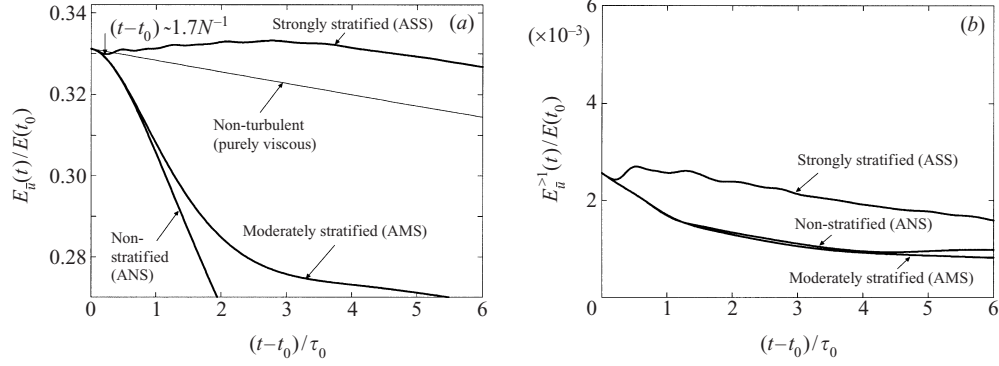 0.34
0.32
0.30
0.28
0 1 2 3 4 5 6
E_ū(t)/E(t₀)
(t–t₀)/τ₀
(t–t₀) ~1.7N⁻¹
Strongly stratified (ASS)
(a)
Non-turbulent
(purely viscous)
Non-
stratified
(ANS)
Moderately stratified (AMS)
(b)
(×10⁻³)
6
4
2
0
0 1 2 3 4 5 6
E_ū^{>1}(t)/E(t₀)
(t–t₀)/τ₀
Strongly stratified (ASS)
Non-stratified (ANS)
Moderately stratified (AMS)